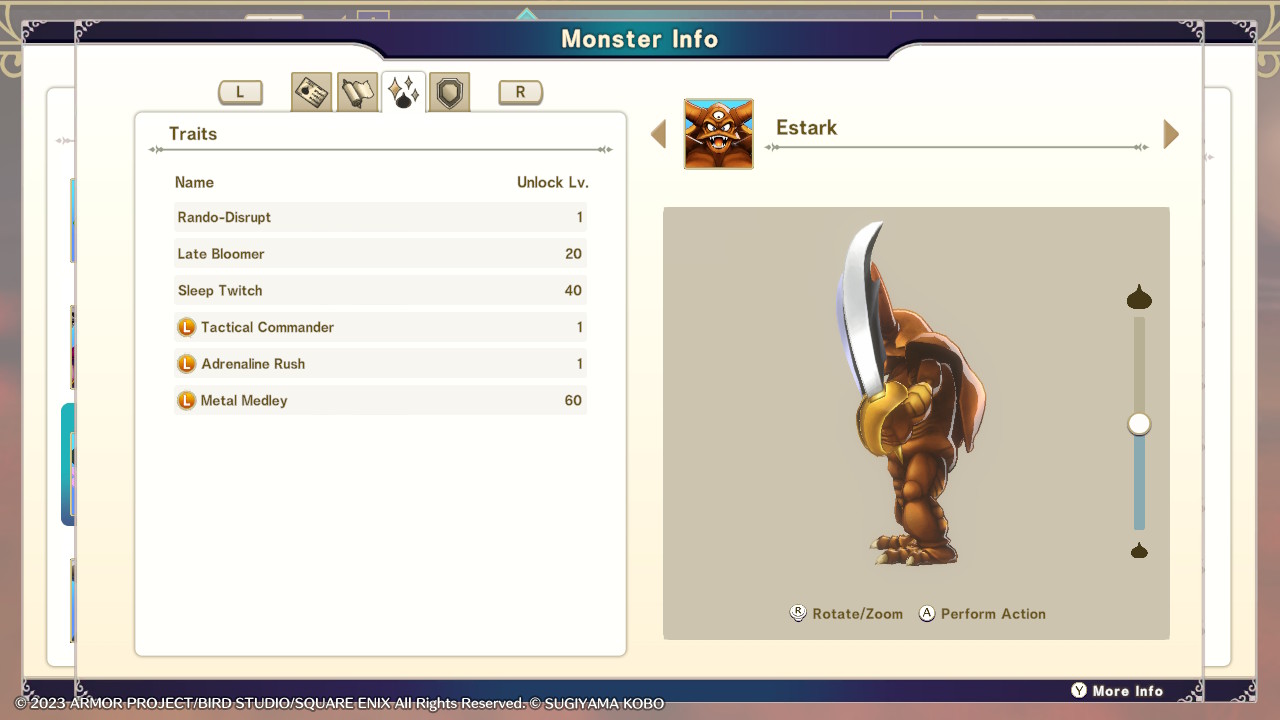 Monster Info
L
R
Traits
Estark
Name Unlock Lv.
Rando-Disrupt 1
Late Bloomer 20
Sleep Twitch 40
L Tactical Commander 1
L Adrenaline Rush 1
L Metal Medley 60
R Rotate/Zoom A Perform Action
Y More Info
© 2023 ARMOR PROJECT/BIRD STUDIO/SQUARE ENIX All Rights Reserved. © SUGIYAMA KOBO